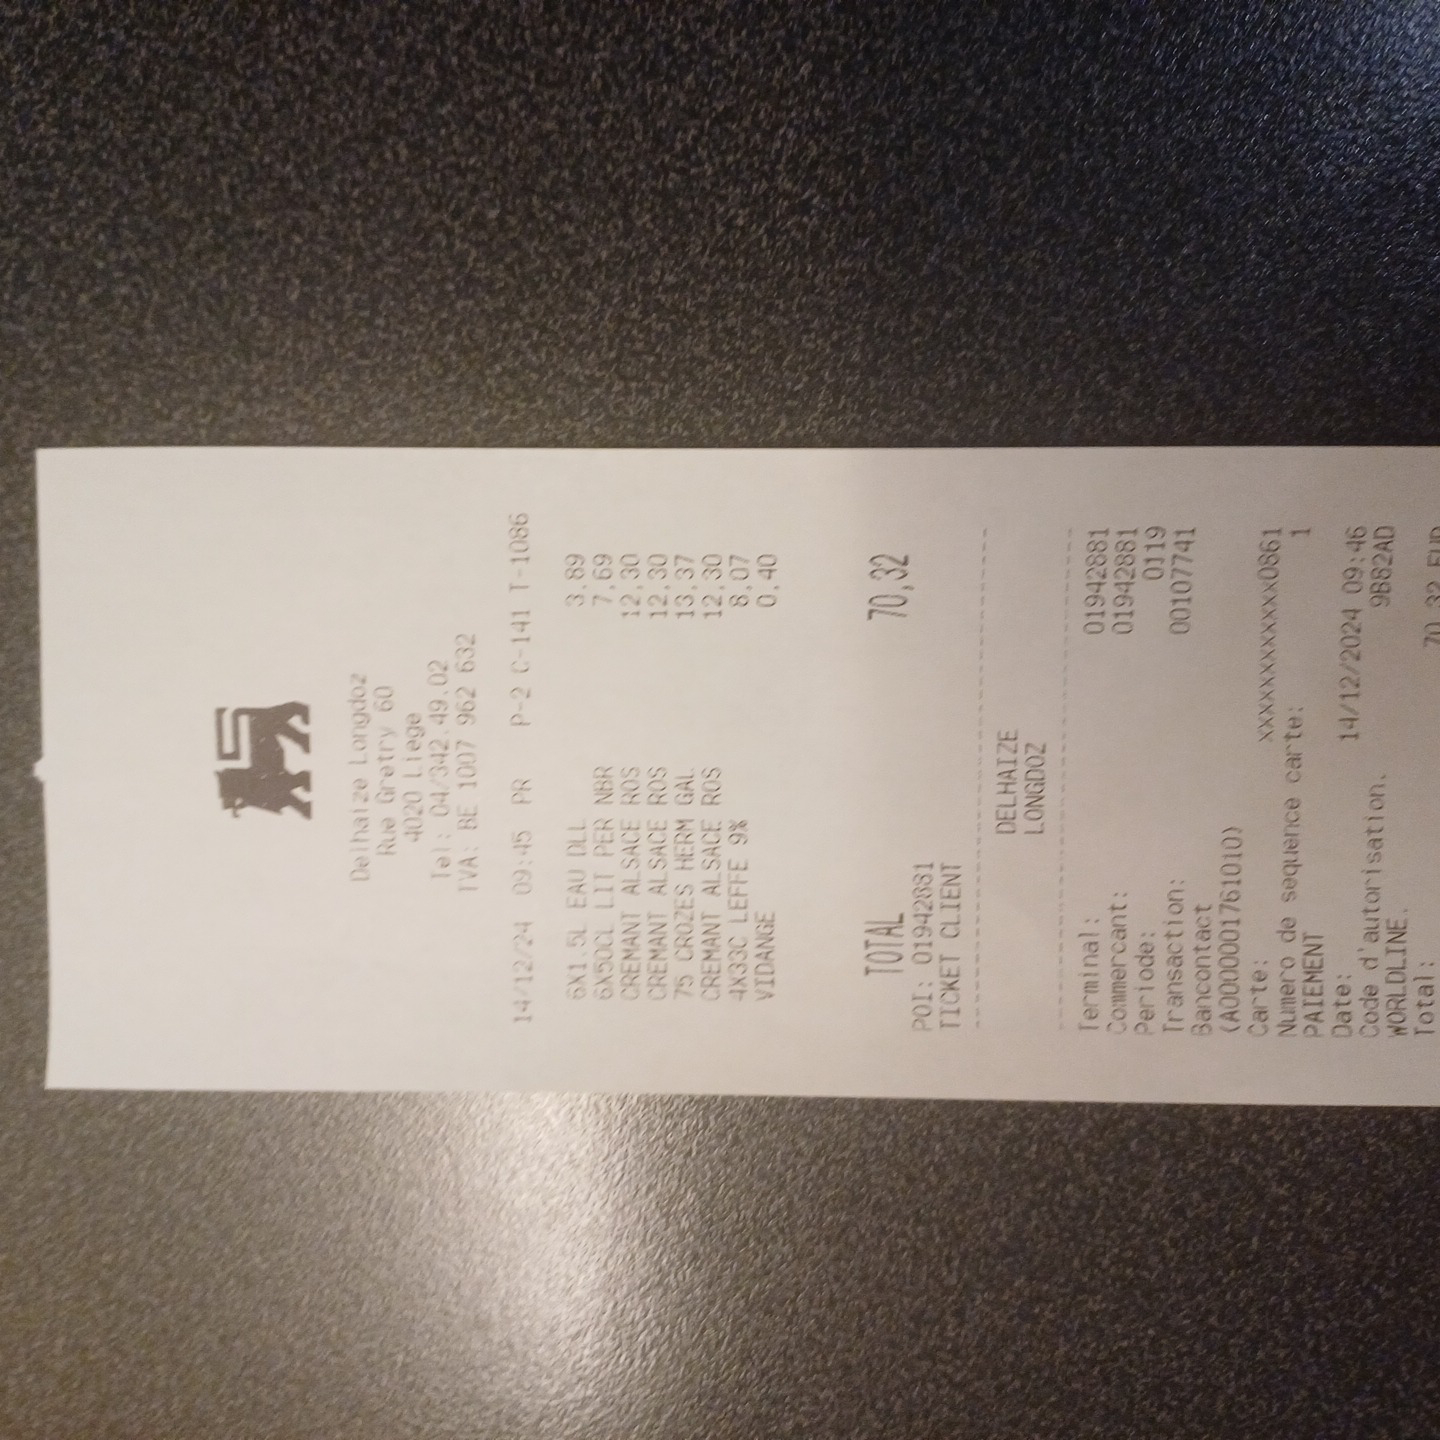 Delhaize Longdoz
Rue Gretry 60
4020 Liege
Tel: 04/342.49.02
TVA: BE 1007 962 632
14/12/24 09:45 PR P-2 C-141 T-1086
6X1.5L EAU DLL 3,89
6X50CL LIT PER NBR 7,69
CREMANT ALSACE ROS 12,30
CREMANT ALSACE ROS 12,30
75 CROZES HERM GAL 13,37
CREMANT ALSACE ROS 12,30
4X33C LEFFE 9% 8,07
VIDANGE 0,40
TOTAL 70,32
POI: 01942881
TICKET CLIENT
DELHAIZE
LONGDOZ
Terminal: 01942881
Commercant: 01942881
Periode: 0119
Transaction: 00107741
Bancontact
(A0000001761010)
Carte: xxxxxxxxxxxxx0861
Numero de sequence carte: 1
PAIEMENT
Date: 14/12/2024 09:46
Code d'autorisation. 9B82AD
WORLDLINE.
Total: 70,32 EUR